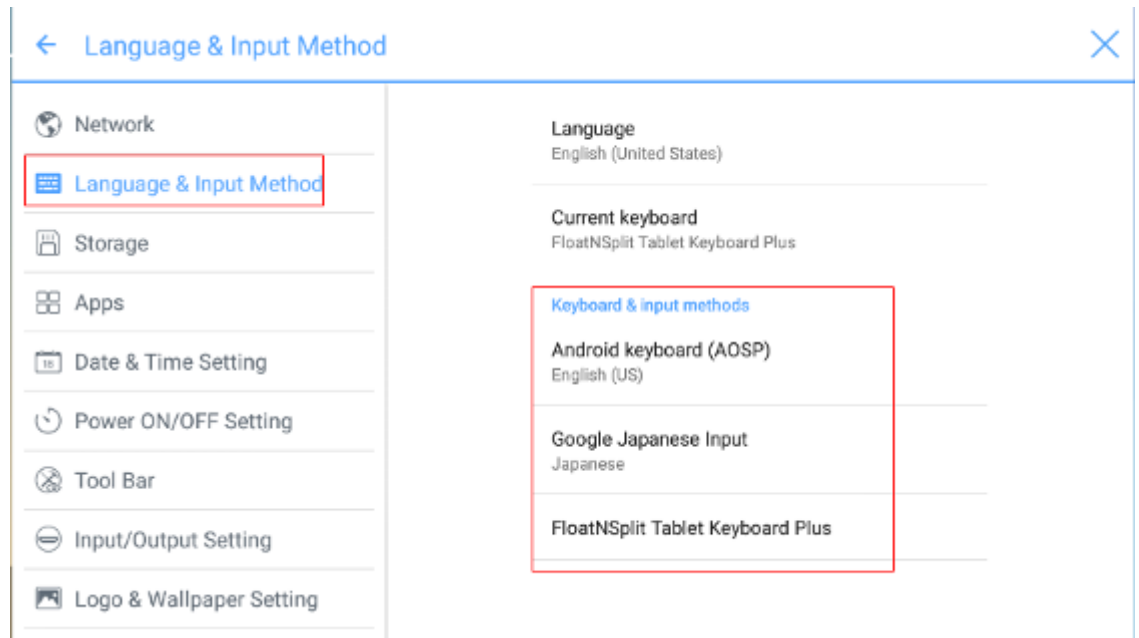 Language & Input Method
Network
Language & Input Method
Storage
Apps
Date & Time Setting
Power ON/OFF Setting
Tool Bar
Input/Output Setting
Logo & Wallpaper Setting
Language
English (United States)
Current keyboard
FloatNSplit Tablet Keyboard Plus
Keyboard & input methods
Android keyboard (AOSP)
English (US)
Google Japanese Input
Japanese
FloatNSplit Tablet Keyboard Plus